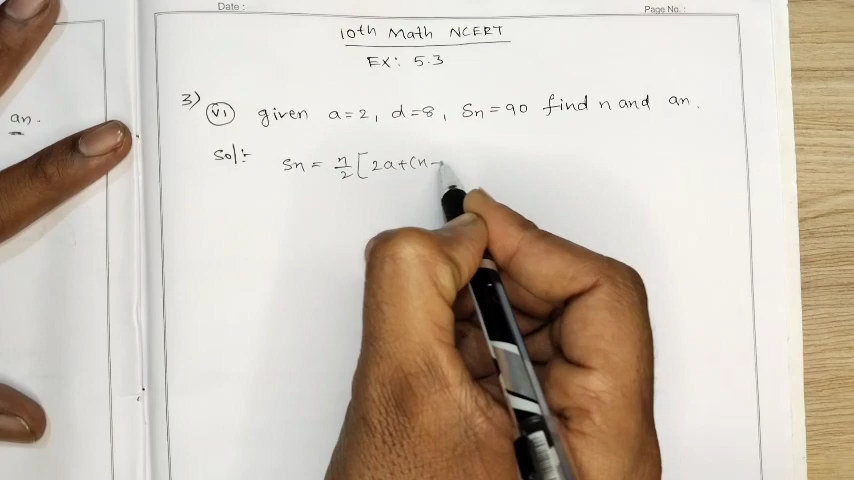 Date :
Page No. :
10th Math NCERT
EX: 5.3
an.
3) (vi) given a=2, d=8, Sn=90 find n and an.
Sol:- Sn = n/2 [2a+(n-